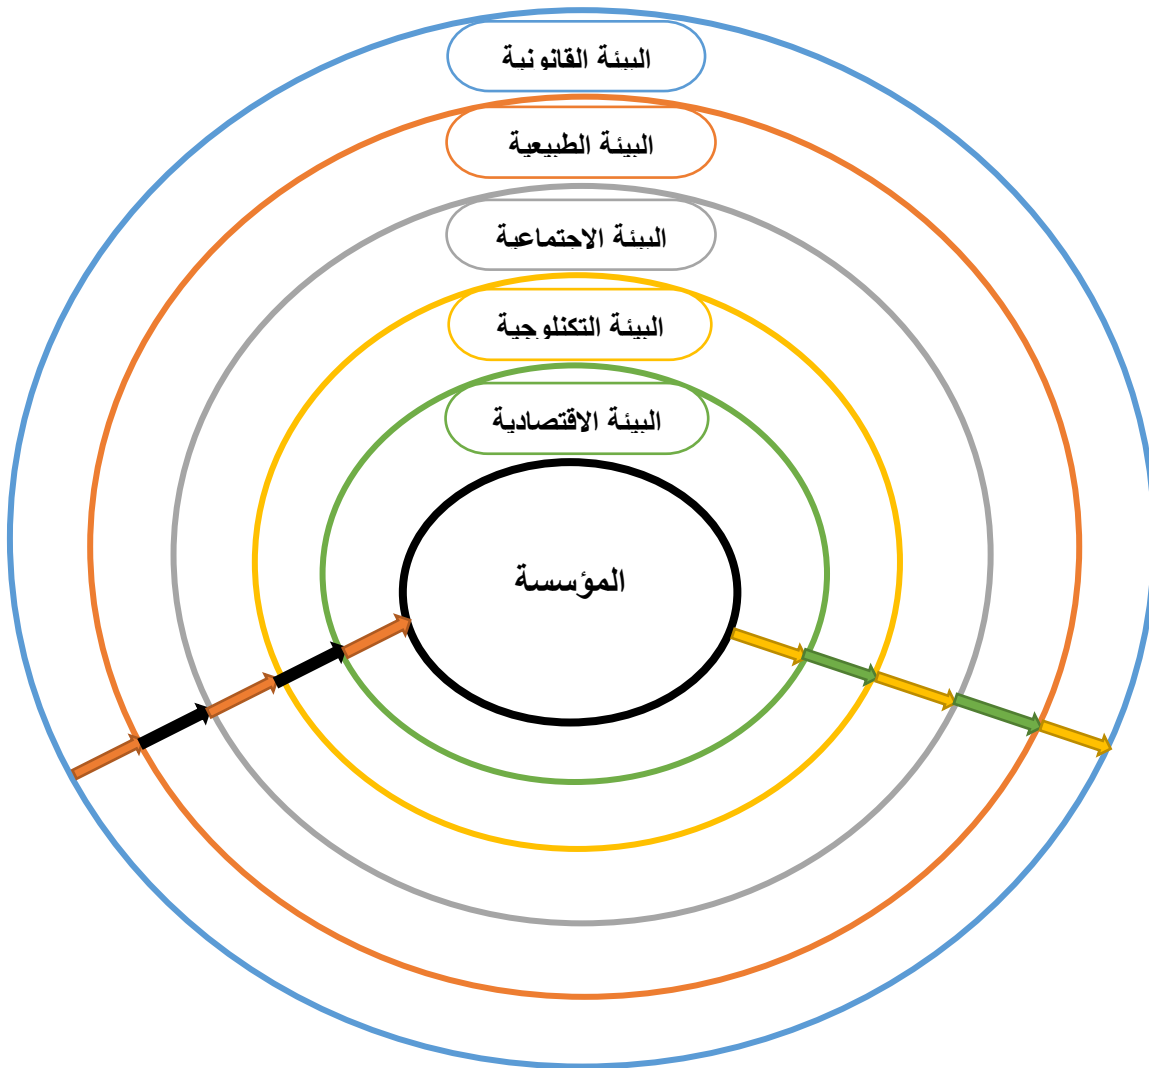 البيئة القانونية
البيئة الطبيعية
البيئة الاجتماعية
البيئة التكنلوجية
البيئة الاقتصادية
المؤسسة